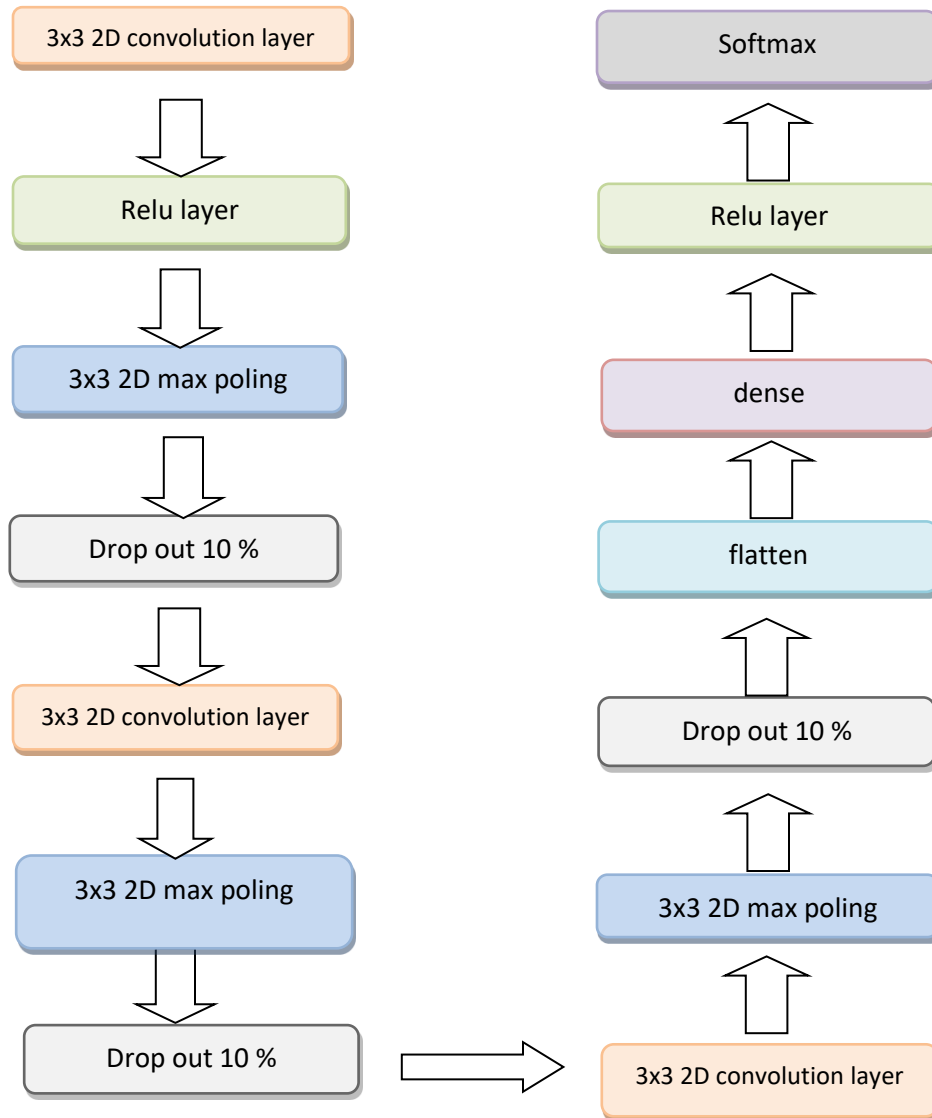 3x3 2D convolution layer
Relu layer
3x3 2D max poling
Drop out 10 %
3x3 2D convolution layer
3x3 2D max poling
Drop out 10 %
3x3 2D convolution layer
3x3 2D max poling
Drop out 10 %
flatten
dense
Relu layer
Softmax